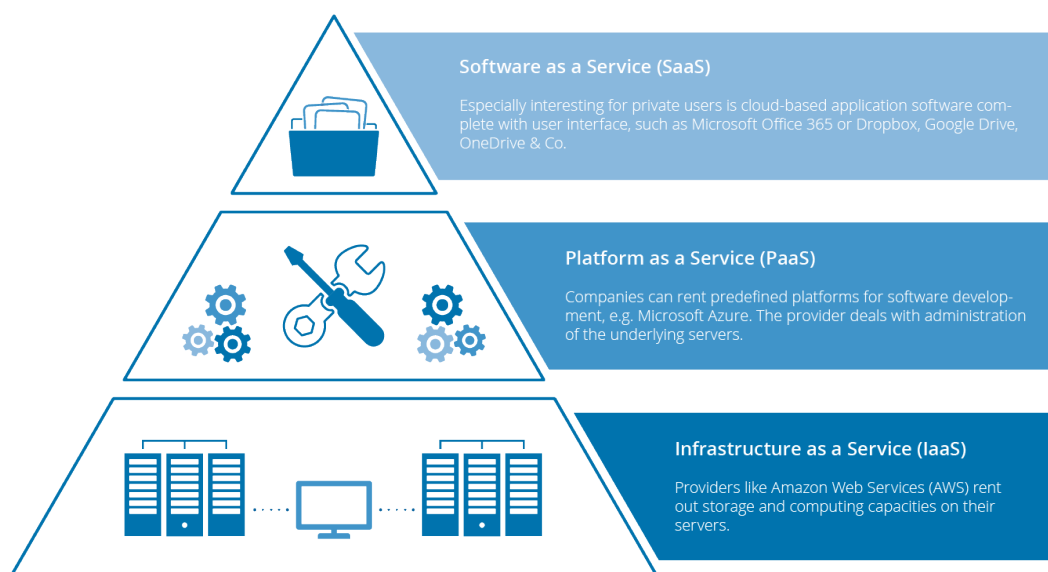 Software as a Service (SaaS)
Especially interesting for private users is cloud-based application software com-
plete with user interface, such as Microsoft Office 365 or Dropbox, Google Drive,
OneDrive & Co.
Platform as a Service (PaaS)
Companies can rent predefined platforms for software develop-
ment, e.g. Microsoft Azure. The provider deals with administration
of the underlying servers.
Infrastructure as a Service (IaaS)
Providers like Amazon Web Services (AWS) rent
out storage and computing capacities on their
servers.